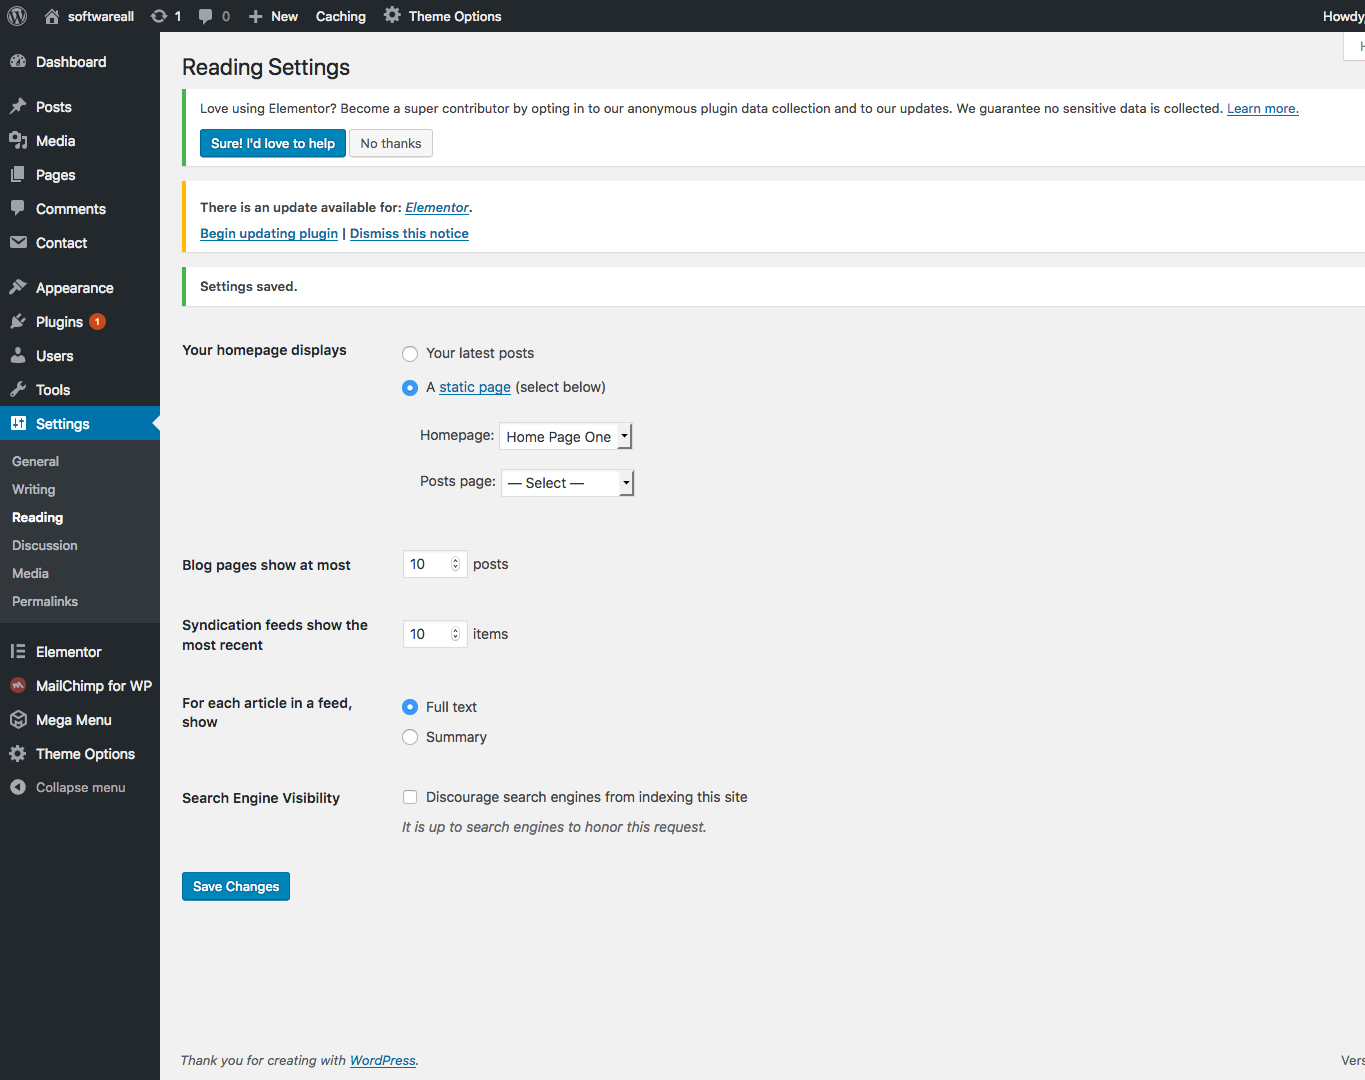 softwareall 1 0 New Caching Theme Options Howdy,
Dashboard
Posts
Media
Pages
Comments
Contact
Appearance
Plugins 1
Users
Tools
Settings
General
Writing
Reading
Discussion
Media
Permalinks
Elementor
MailChimp for WP
Mega Menu
Theme Options
Collapse menu
H
Reading Settings
Love using Elementor? Become a super contributor by opting in to our anonymous plugin data collection and to our updates. We guarantee no sensitive data is collected. Learn more.
Sure! I'd love to help No thanks
There is an update available for: Elementor.
Begin updating plugin | Dismiss this notice
Settings saved.
Your homepage displays
Your latest posts
A static page (select below)
Homepage: Home Page One
Posts page: — Select —
Blog pages show at most 10 posts
Syndication feeds show the
most recent
10 items
For each article in a feed,
show
Full text
Summary
Search Engine Visibility
Discourage search engines from indexing this site
It is up to search engines to honor this request.
Save Changes
Thank you for creating with WordPress. Vers